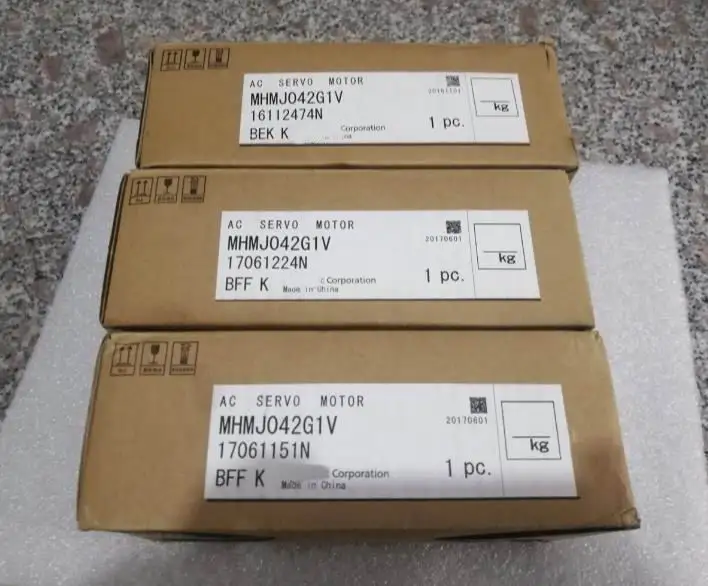 AC SERVO MOTOR
MHMJ042G1V
20161101
16112474N
1 pc.
kg
BEK K
Corporation
AC SERVO MOTOR
MHMJ042G1V
20170601
17061224N
1 pc.
kg
BFF K
Corporation
Made in China
AC SERVO MOTOR
MHMJ042G1V
20170601
17061151N
1 pc.
kg
BFF K
Corporation
Made in China